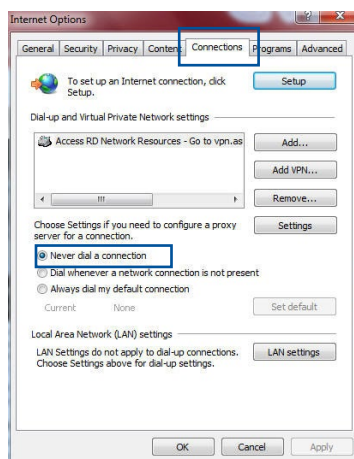 Internet Options
General Security Privacy Content Connections Programs Advanced
To set up an Internet connection, click
Setup.
Setup
Dial-up and Virtual Private Network settings
Access RD Network Resources - Go to vpn.as
Add...
Add VPN...
Remove...
Choose Settings if you need to configure a proxy
server for a connection.
Settings
Never dial a connection
Dial whenever a network connection is not present
Always dial my default connection
Current None
Set default
Local Area Network (LAN) settings
LAN Settings do not apply to dial-up connections.
Choose Settings above for dial-up settings.
LAN settings
OK Cancel Apply